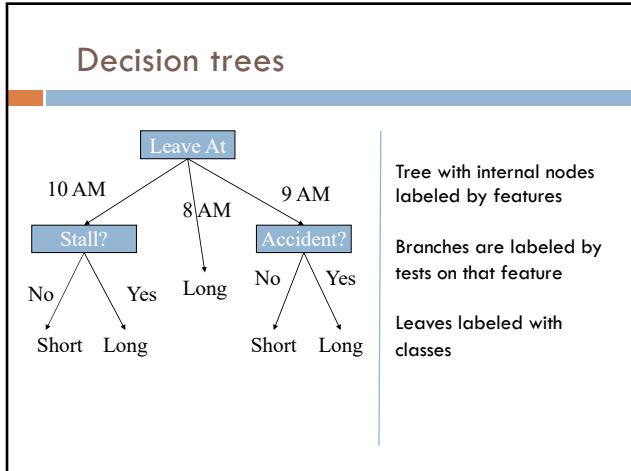 Decision trees
Leave At
10 AM
8 AM
9 AM
Stall?
Accident?
No
Yes
Long
No
Yes
Short
Long
Short
Long
Tree with internal nodes
labeled by features
Branches are labeled by
tests on that feature
Leaves labeled with
classes